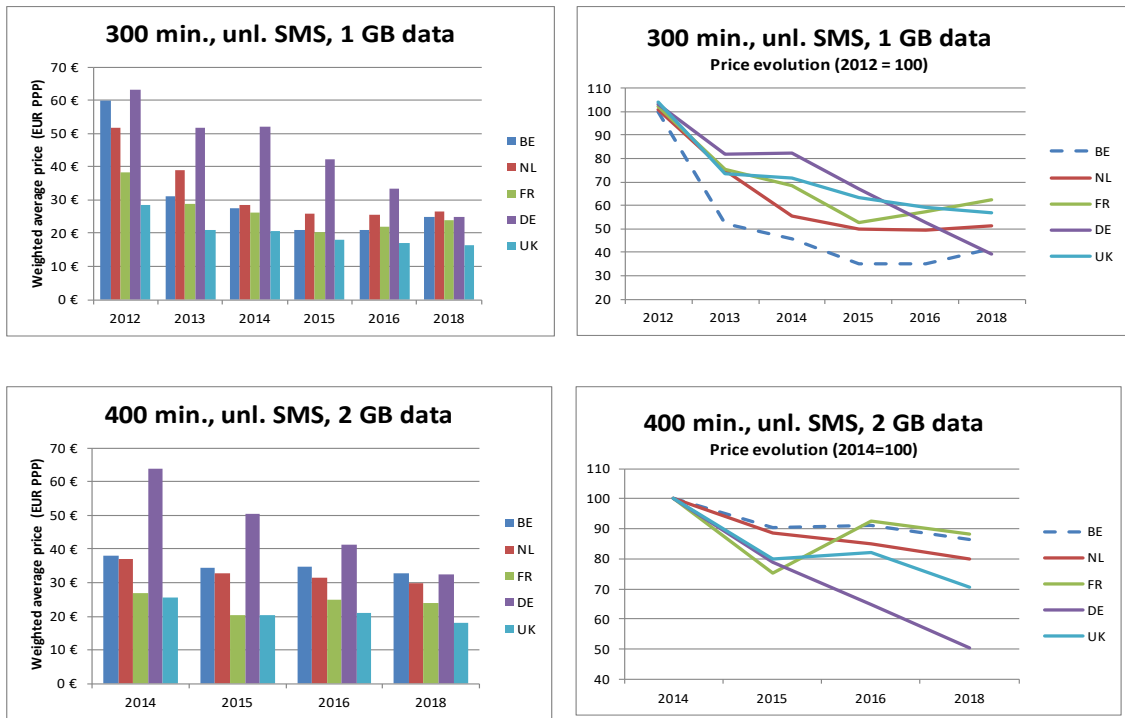 300 min., unl. SMS, 1 GB data
Weighted average price (EUR PPP)
70 €
60 €
50 €
40 €
30 €
20 €
10 €
0 €
2012 2013 2014 2015 2016 2018
BE
NL
FR
DE
UK
300 min., unl. SMS, 1 GB data
Price evolution (2012 = 100)
110
100
90
80
70
60
50
40
30
20
2012 2013 2014 2015 2016 2018
BE
NL
FR
DE
UK
400 min., unl. SMS, 2 GB data
Weighted average price (EUR PPP)
70 €
60 €
50 €
40 €
30 €
20 €
10 €
0 €
2014 2015 2016 2018
BE
NL
FR
DE
UK
400 min., unl. SMS, 2 GB data
Price evolution (2014=100)
110
100
90
80
70
60
50
40
2014 2015 2016 2018
BE
NL
FR
DE
UK